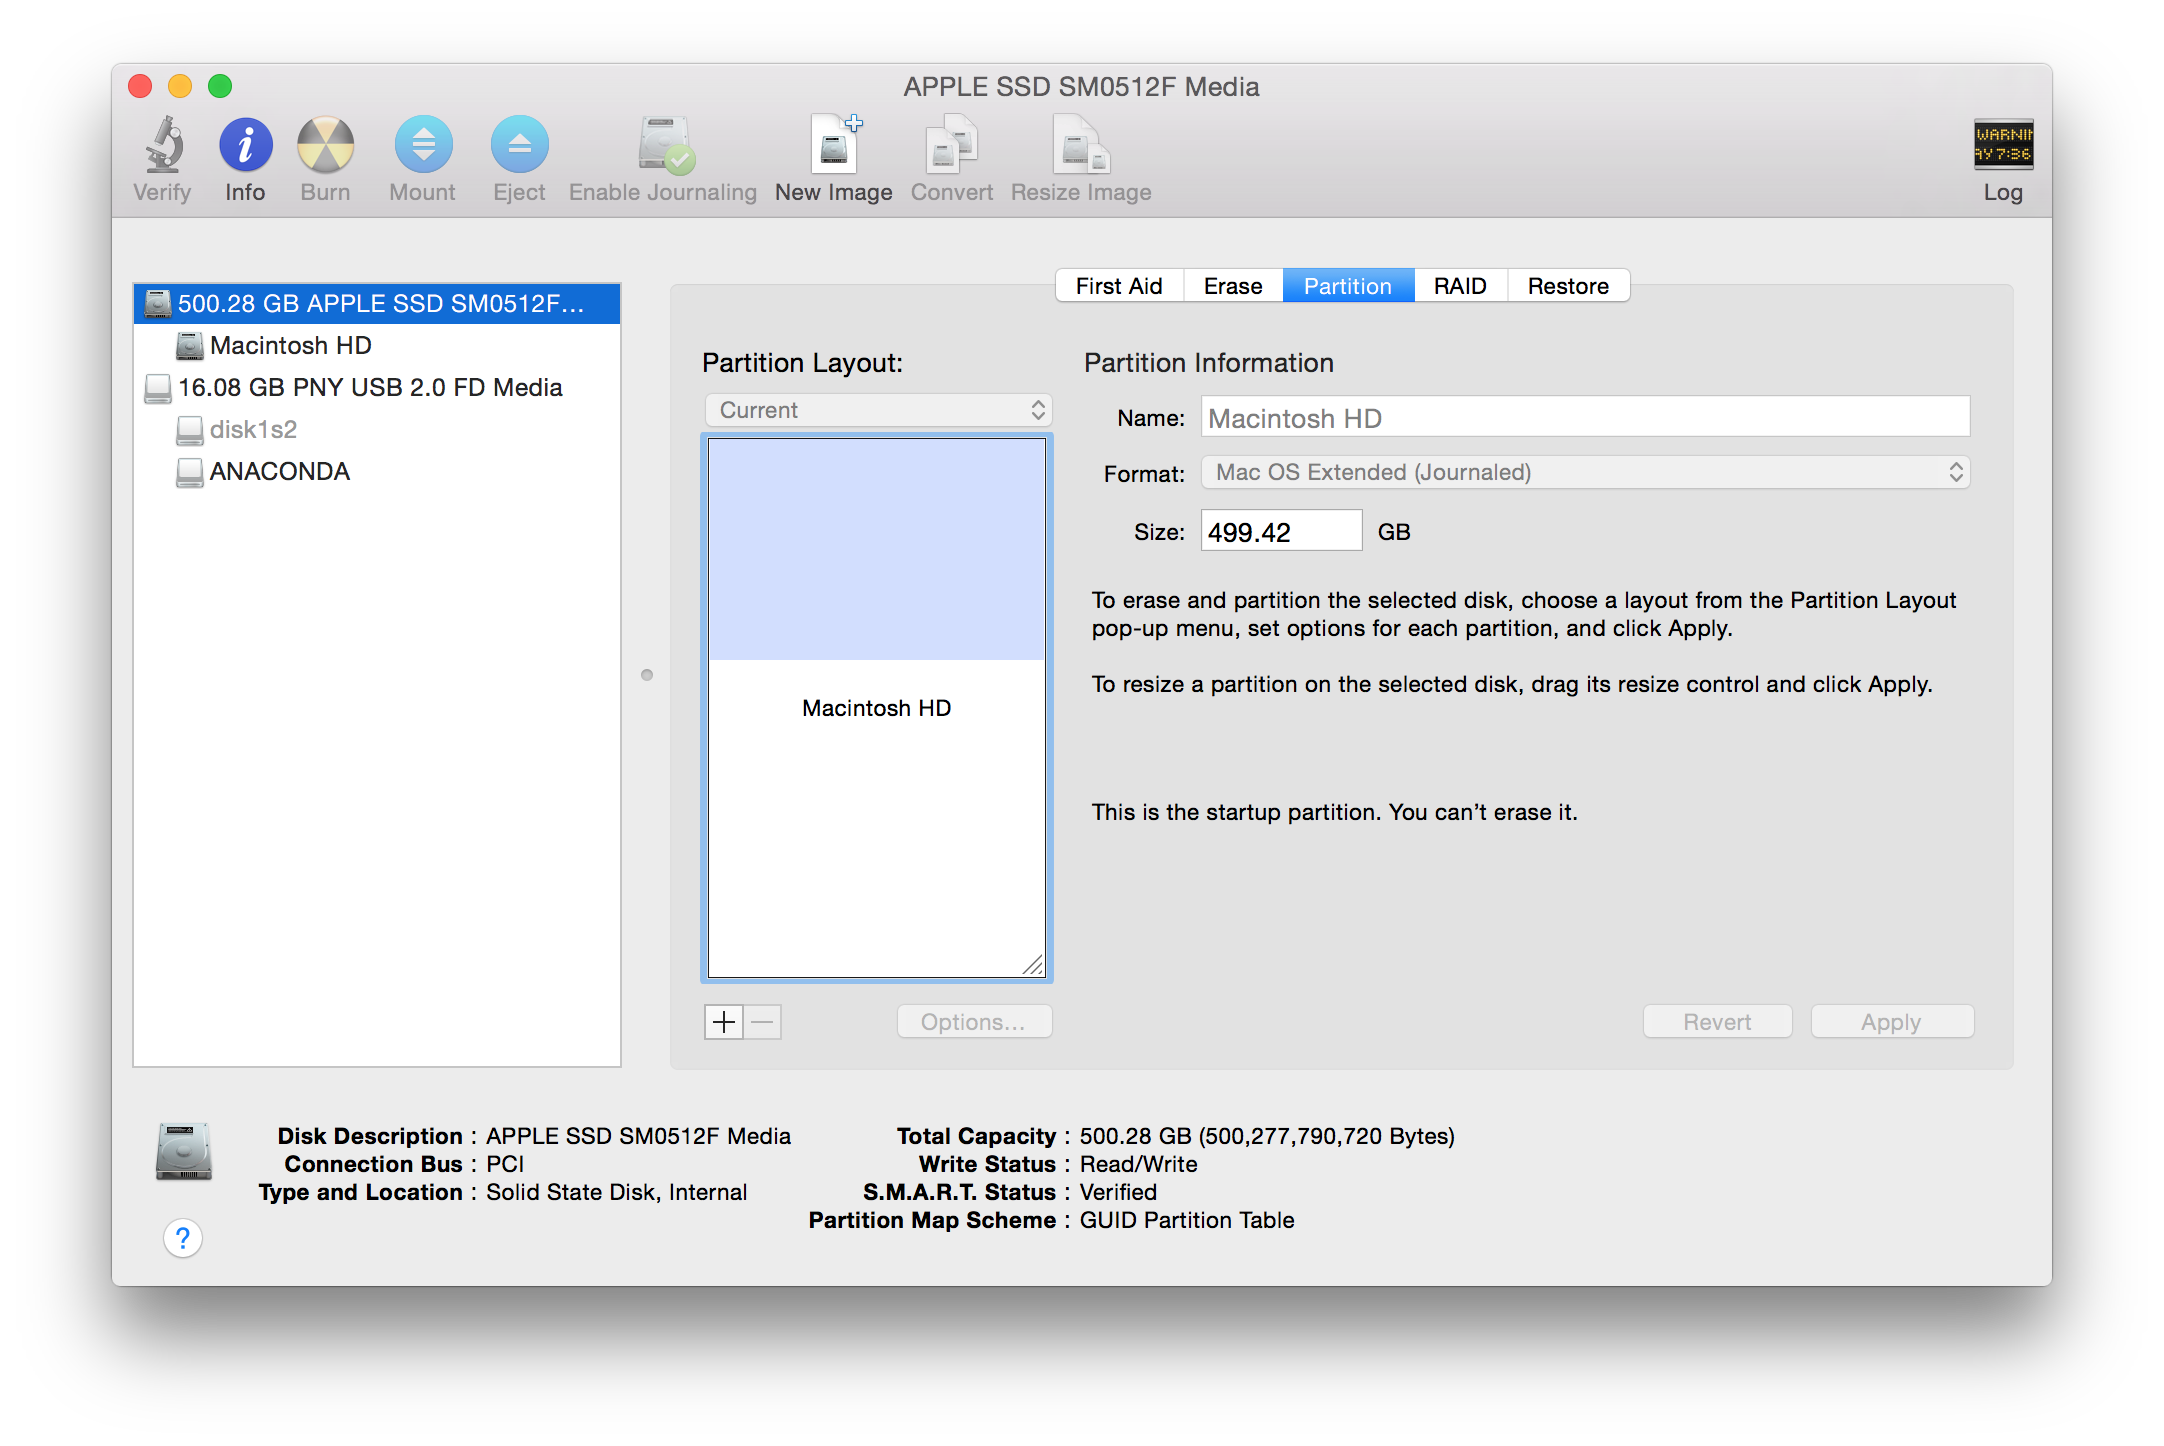 APPLE SSD SM0512F Media
Verify
Info
Burn
Mount
Eject
Enable Journaling
New Image
Convert
Resize Image
WARNIN
AY 7:36
Log
500.28 GB APPLE SSD SM0512F...
Macintosh HD
16.08 GB PNY USB 2.0 FD Media
disk1s2
ANACONDA
First Aid
Erase
Partition
RAID
Restore
Partition Layout:
Current
Macintosh HD
Options...
Partition Information
Name: Macintosh HD
Format: Mac OS Extended (Journaled)
Size: 499.42 GB
To erase and partition the selected disk, choose a layout from the Partition Layout
pop-up menu, set options for each partition, and click Apply.
To resize a partition on the selected disk, drag its resize control and click Apply.
This is the startup partition. You can’t erase it.
Revert
Apply
Disk Description : APPLE SSD SM0512F Media
Connection Bus : PCI
Type and Location : Solid State Disk, Internal
Total Capacity : 500.28 GB (500,277,790,720 Bytes)
Write Status : Read/Write
S.M.A.R.T. Status : Verified
Partition Map Scheme : GUID Partition Table
?